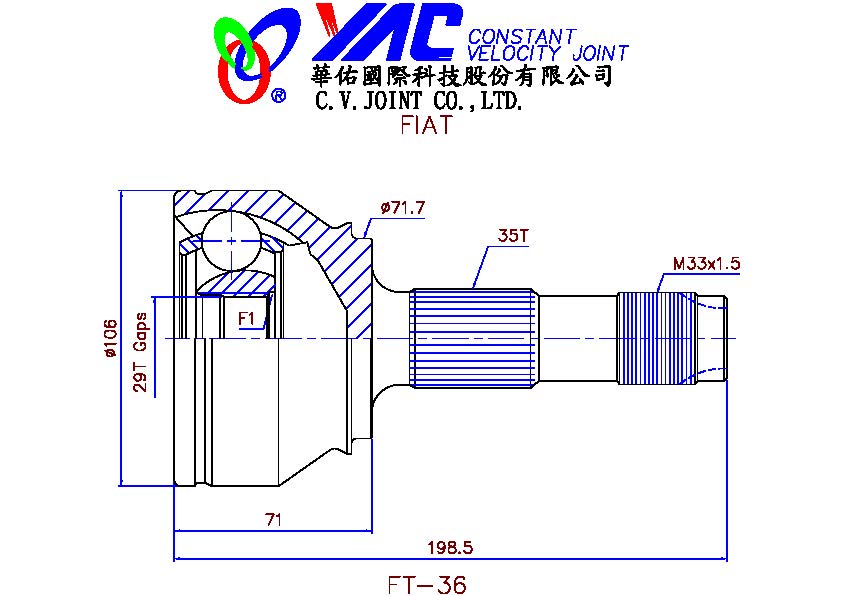 YAC CONSTANT
VELOCITY JOINT
®
華佑國際科技股份有限公司
C.V.JOINT CO.,LTD.
FIAT
ø71.7
35T
M33x1.5
F1
ø106
29T Gaps
71
198.5
FT-36